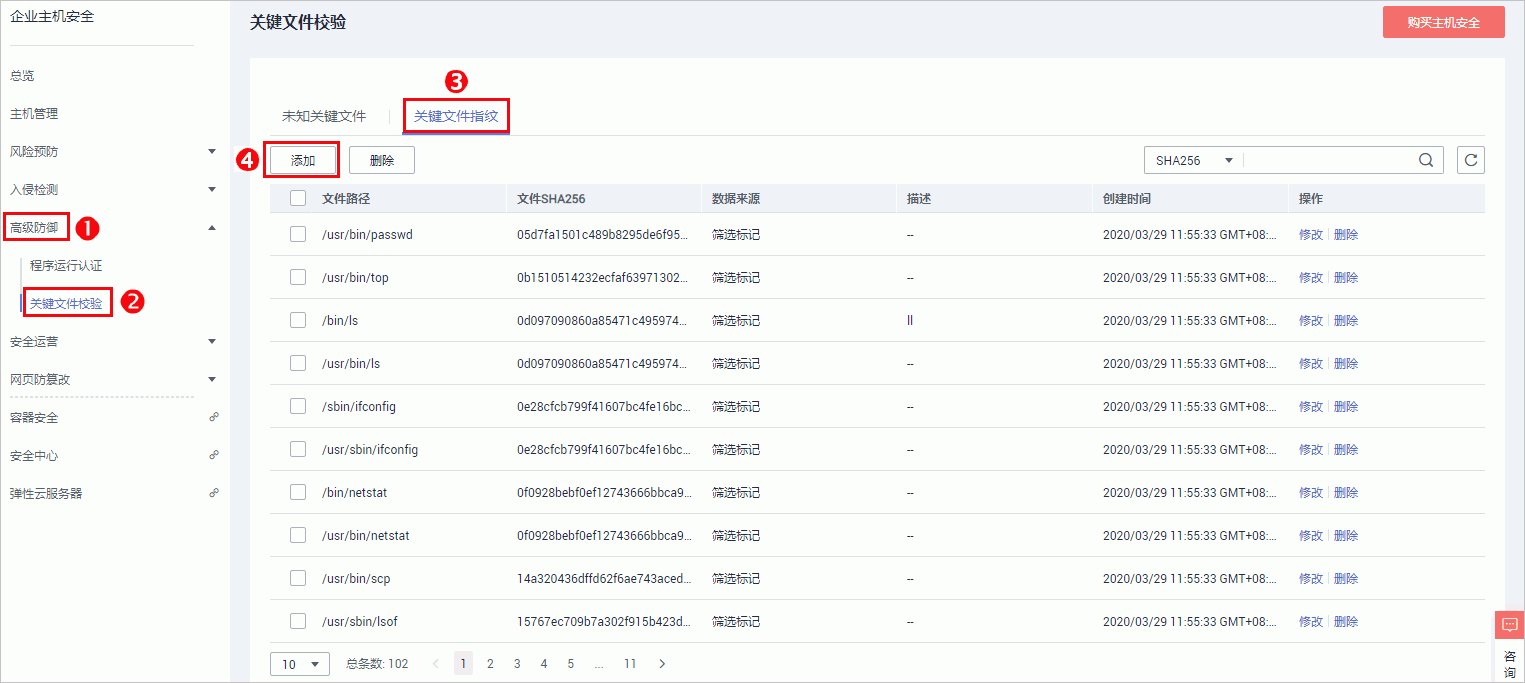 企业主机安全
总览
主机管理
风险预防
入侵检测
高级防御 1
程序运行认证
关键文件校验 2
安全运营
网页防篡改
容器安全
安全中心
弹性云服务器
关键文件校验
购买主机安全
3
未知关键文件 关键文件指纹
4 添加 删除 SHA256
文件路径 文件SHA256 数据来源 描述 创建时间 操作
/usr/bin/passwd 05d7fa1501c489b8295de6f95... 筛选标记 -- 2020/03/29 11:55:33 GMT+08:... 修改 删除
/usr/bin/top 0b1510514232ecfaf63971302... 筛选标记 -- 2020/03/29 11:55:33 GMT+08:... 修改 删除
/bin/ls 0d097090860a85471c495974... 筛选标记 ll 2020/03/29 11:55:33 GMT+08:... 修改 删除
/usr/bin/ls 0d097090860a85471c495974... 筛选标记 -- 2020/03/29 11:55:33 GMT+08:... 修改 删除
/sbin/ifconfig 0e28cfcb799f41607bc4fe16bc... 筛选标记 -- 2020/03/29 11:55:33 GMT+08:... 修改 删除
/usr/sbin/ifconfig 0e28cfcb799f41607bc4fe16bc... 筛选标记 -- 2020/03/29 11:55:33 GMT+08:... 修改 删除
/bin/netstat 0f0928bebf0ef12743666bbca9... 筛选标记 -- 2020/03/29 11:55:33 GMT+08:... 修改 删除
/usr/bin/netstat 0f0928bebf0ef12743666bbca9... 筛选标记 -- 2020/03/29 11:55:33 GMT+08:... 修改 删除
/usr/bin/scp 14a320436dffd62f6ae743aced... 筛选标记 -- 2020/03/29 11:55:33 GMT+08:... 修改 删除
/usr/sbin/lsof 15767ec709b7a302f915b423d... 筛选标记 -- 2020/03/29 11:55:33 GMT+08:... 修改 删除
10 总条数: 102 < 1 2 3 4 5 ... 11 >
咨
询